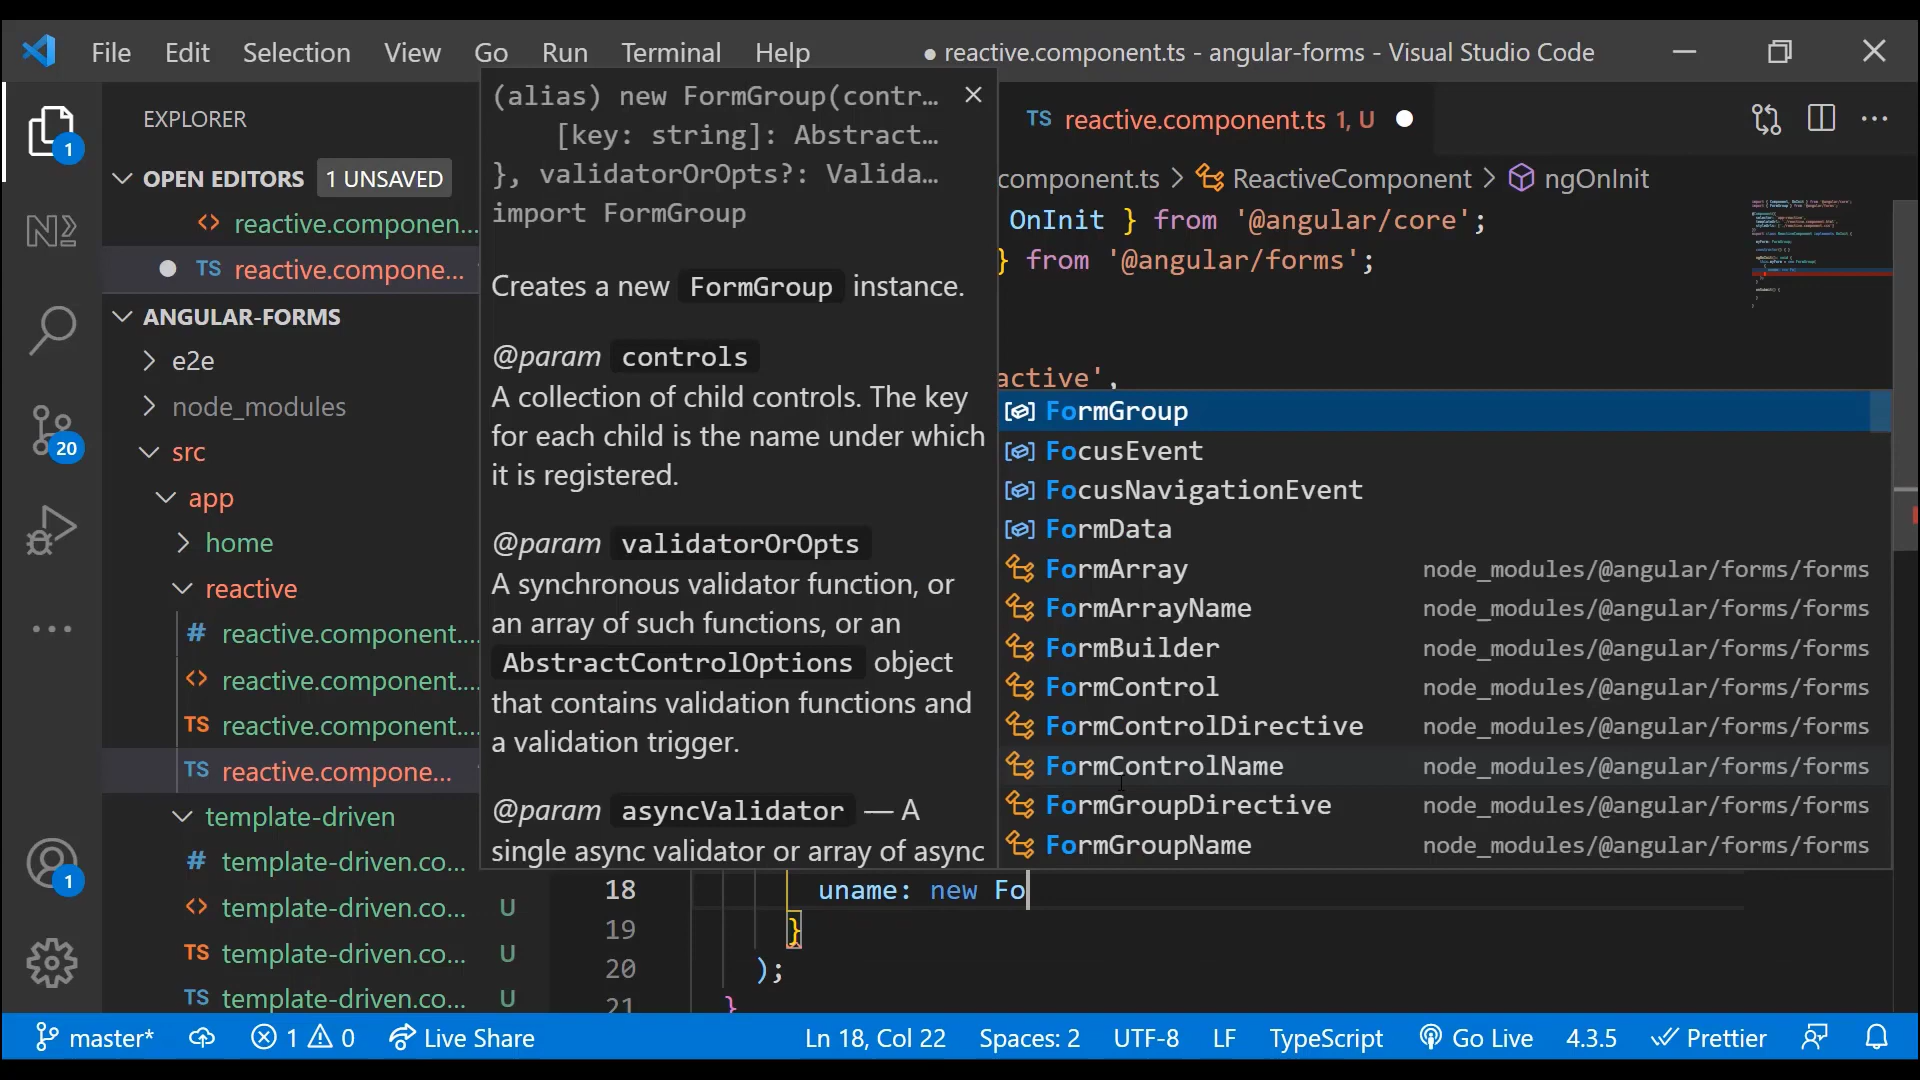 File Edit Selection View Go Run Terminal Help ● reactive.component.ts - angular-forms - Visual Studio Code
EXPLORER
OPEN EDITORS 1 UNSAVED
<> reactive.componen...
● TS reactive.compone...
ANGULAR-FORMS
e2e
node_modules
src
app
home
reactive
# reactive.component....
<> reactive.component....
TS reactive.component....
TS reactive.compone...
template-driven
# template-driven.co...
<> template-driven.co... U
TS template-driven.co... U
TS template-driven.co... U
1
20
1
(alias) new FormGroup(contr...
[key: string]: Abstract...
}, validatorOrOpts?: Valida...
import FormGroup
Creates a new FormGroup instance.
@param controls
A collection of child controls. The key
for each child is the name under which
it is registered.
@param validatorOrOpts
A synchronous validator function, or
an array of such functions, or an
AbstractControlOptions object
that contains validation functions and
a validation trigger.
@param asyncValidator — A
single async validator or array of async
TS reactive.component.ts 1, U ●
component.ts > ReactiveComponent > ngOnInit
OnInit } from '@angular/core';
} from '@angular/forms';
active',
FormGroup
FocusEvent
FocusNavigationEvent
FormData
FormArray node_modules/@angular/forms/forms
FormArrayName node_modules/@angular/forms/forms
FormBuilder node_modules/@angular/forms/forms
FormControl node_modules/@angular/forms/forms
FormControlDirective node_modules/@angular/forms/forms
FormControlName node_modules/@angular/forms/forms
FormGroupDirective node_modules/@angular/forms/forms
FormGroupName node_modules/@angular/forms/forms
18 uname: new Fo
19 }
20 );
21 }
master* 1 0 Live Share Ln 18, Col 22 Spaces: 2 UTF-8 LF TypeScript Go Live 4.3.5 Prettier